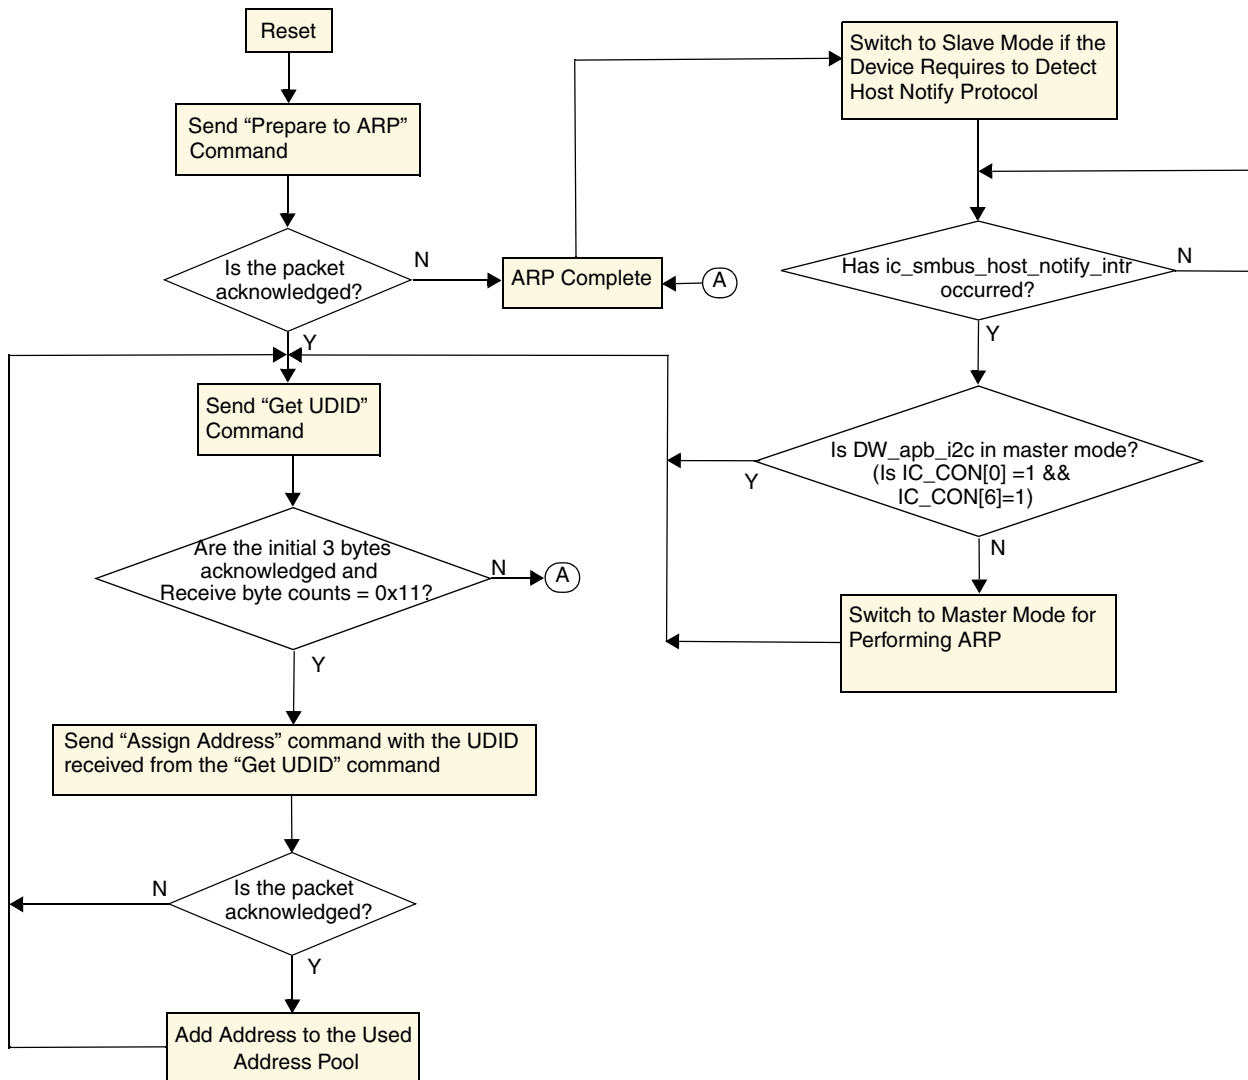 Reset
Send “Prepare to ARP”
Command
Is the packet
acknowledged?
N
Y
ARP Complete
A
Switch to Slave Mode if the
Device Requires to Detect
Host Notify Protocol
Has ic_smbus_host_notify_intr
occurred?
N
Y
Is DW_apb_i2c in master mode?
(Is IC_CON[0] =1 &&
IC_CON[6]=1)
Y
N
Switch to Master Mode for
Performing ARP
Send “Get UDID”
Command
Are the initial 3 bytes
acknowledged and
Receive byte counts = 0x11?
N
A
Y
Send “Assign Address” command with the UDID
received from the “Get UDID” command
Is the packet
acknowledged?
N
Y
Add Address to the Used
Address Pool